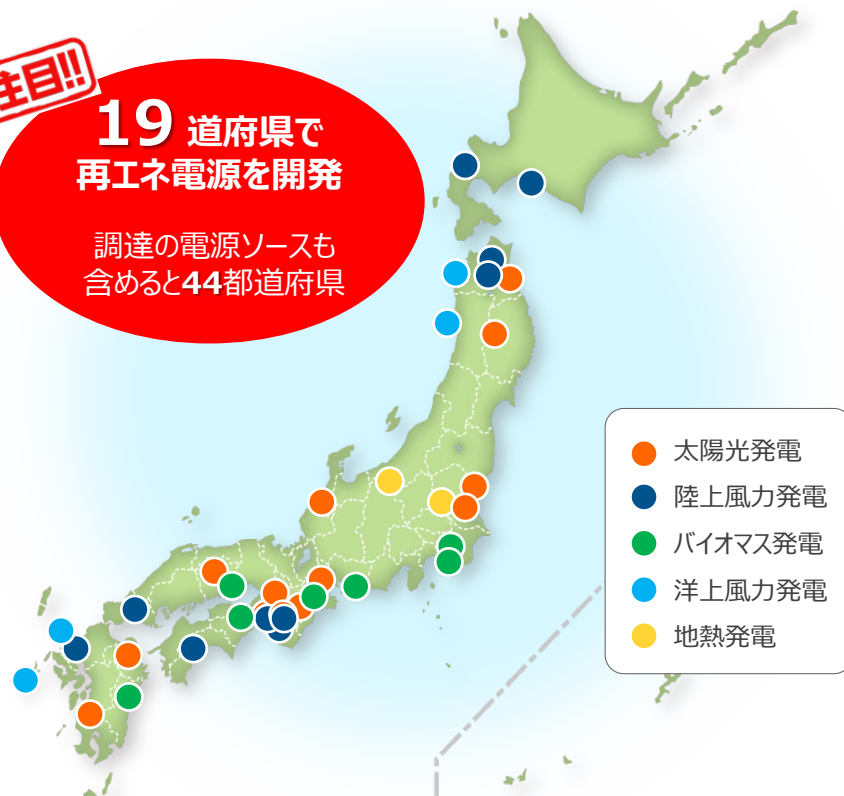 注目!!
19 道府県で
再エネ電源を開発
調達の電源ソースも
含めると44都道府県
太陽光発電
陸上風力発電
バイオマス発電
洋上風力発電
地熱発電